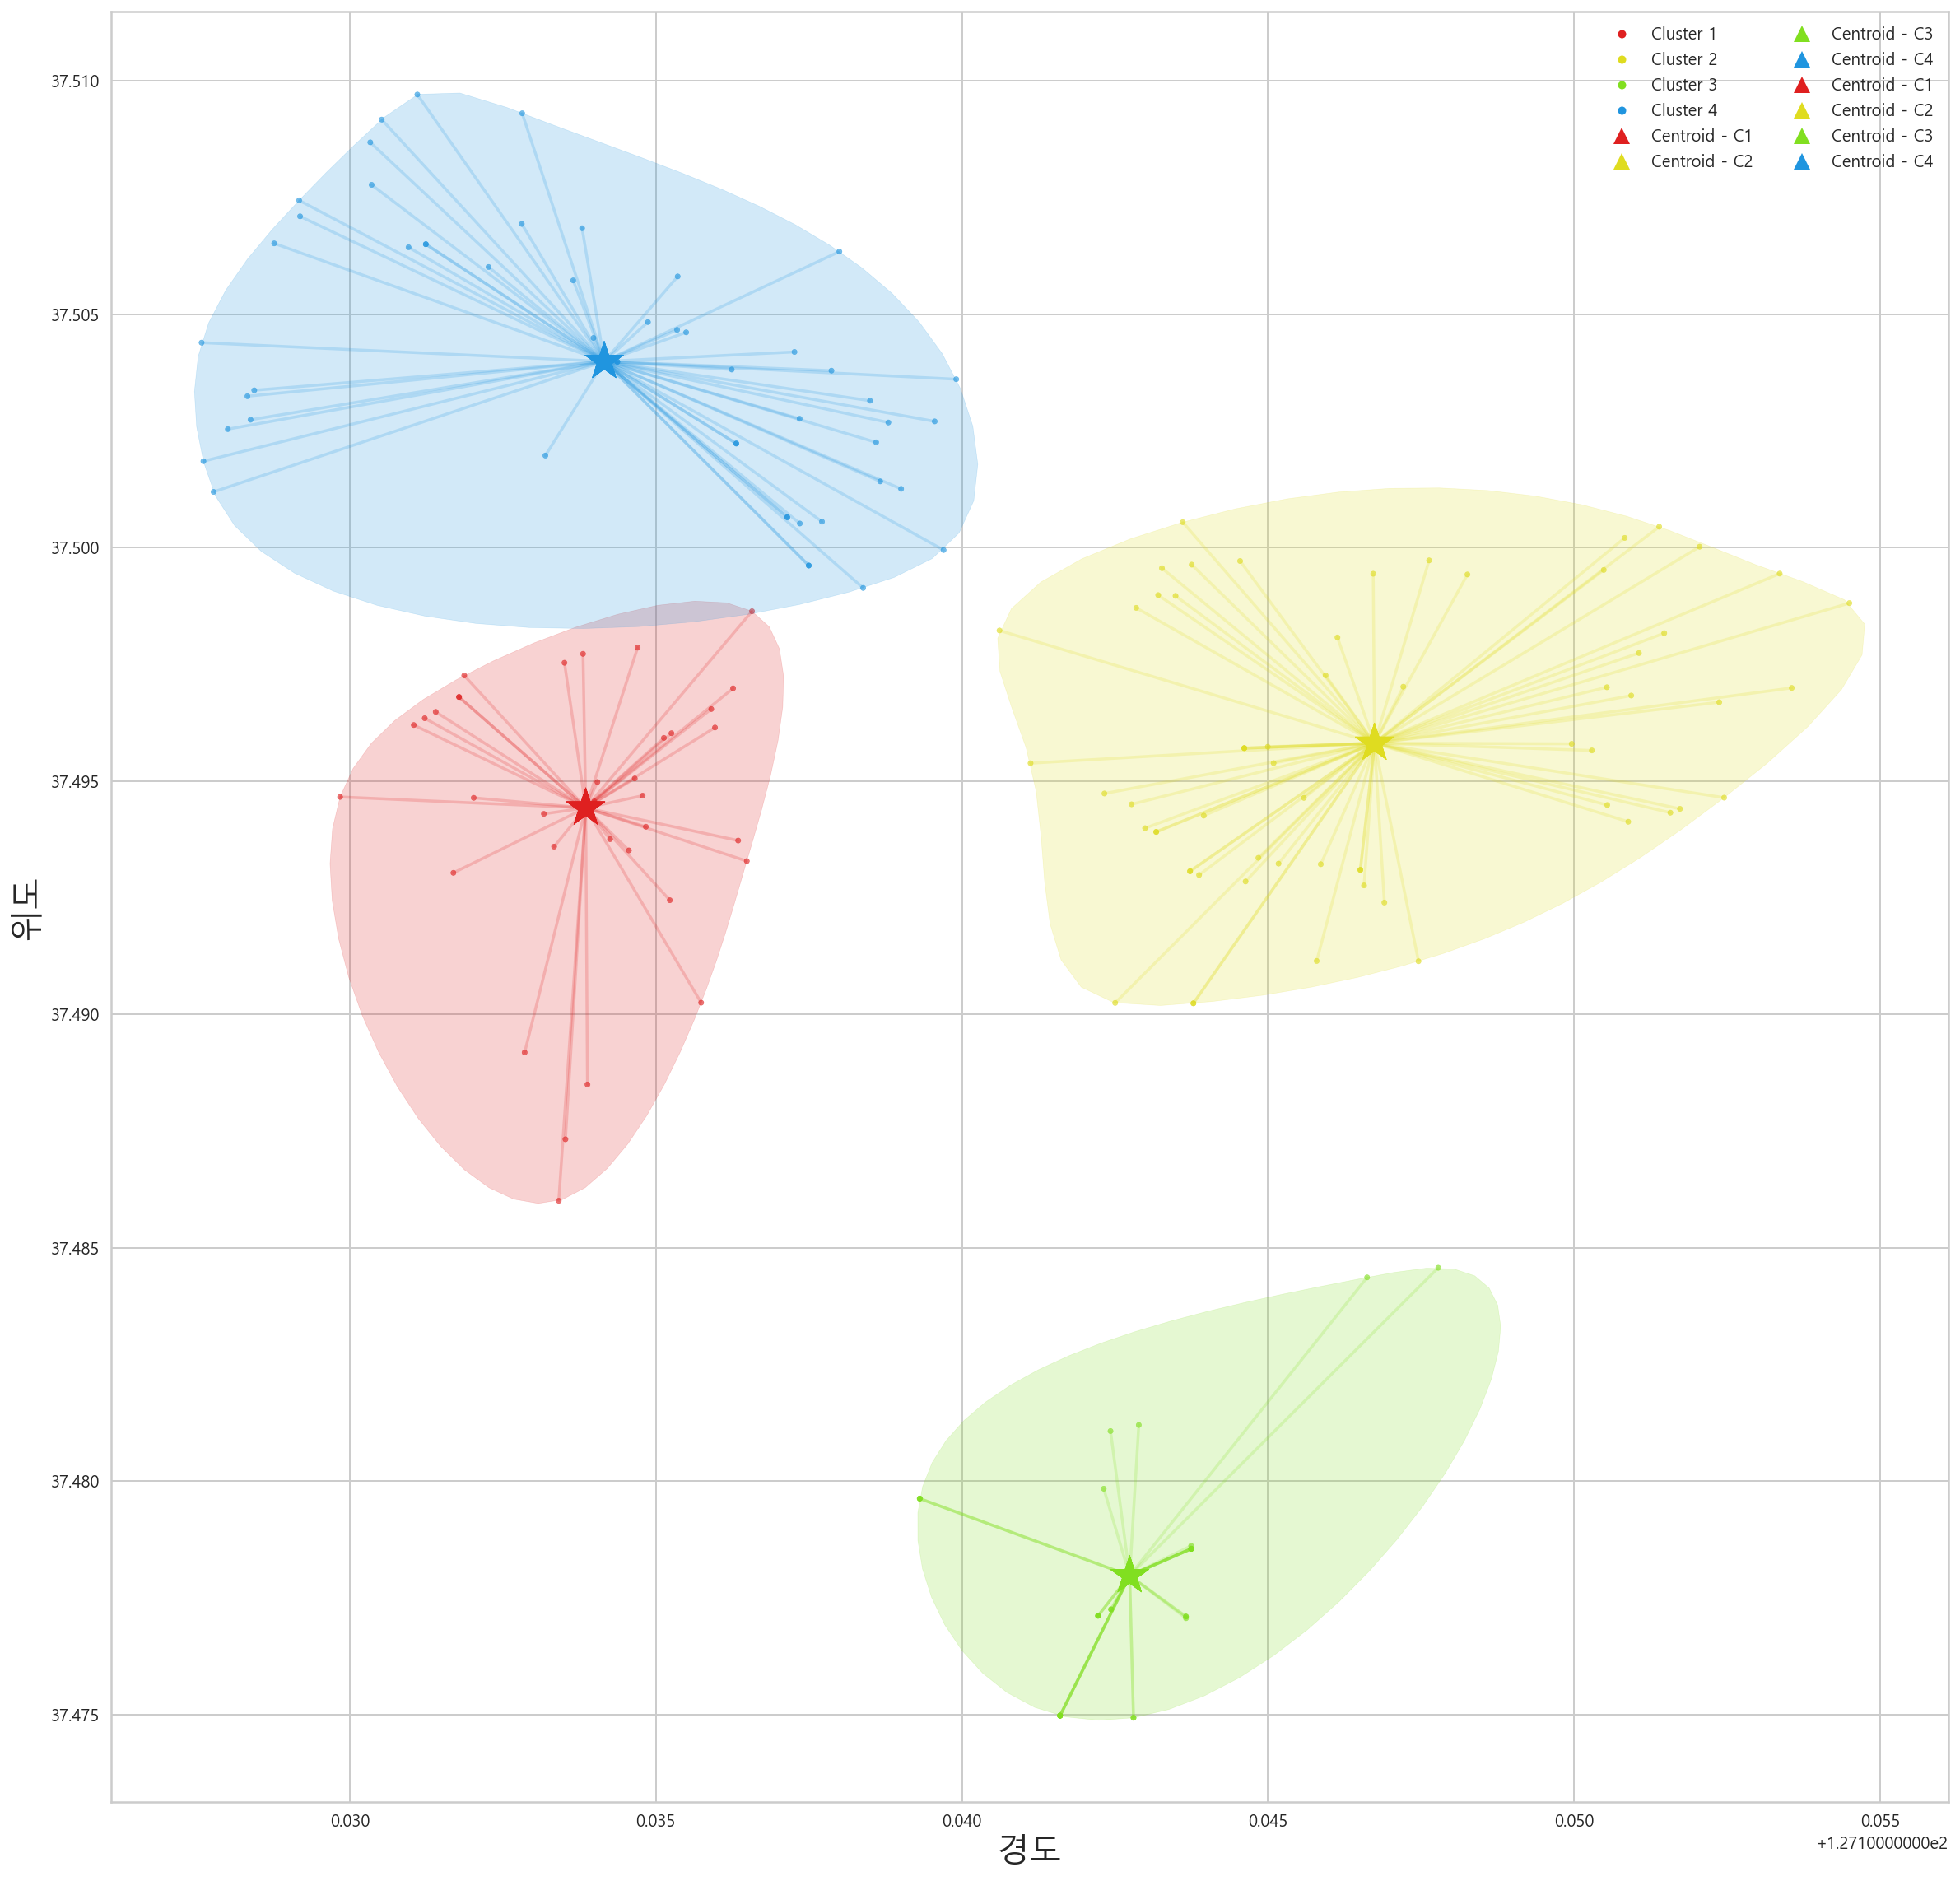 Cluster 1
Cluster 2
Cluster 3
Cluster 4
Centroid - C1
Centroid - C2
Centroid - C3
Centroid - C4
Centroid - C1
Centroid - C2
Centroid - C3
Centroid - C4
37.510
37.505
37.500
37.495
37.490
37.485
37.480
37.475
위도
0.030 0.035 0.040 0.045 0.050 0.055
+1.2710000000e2
경도